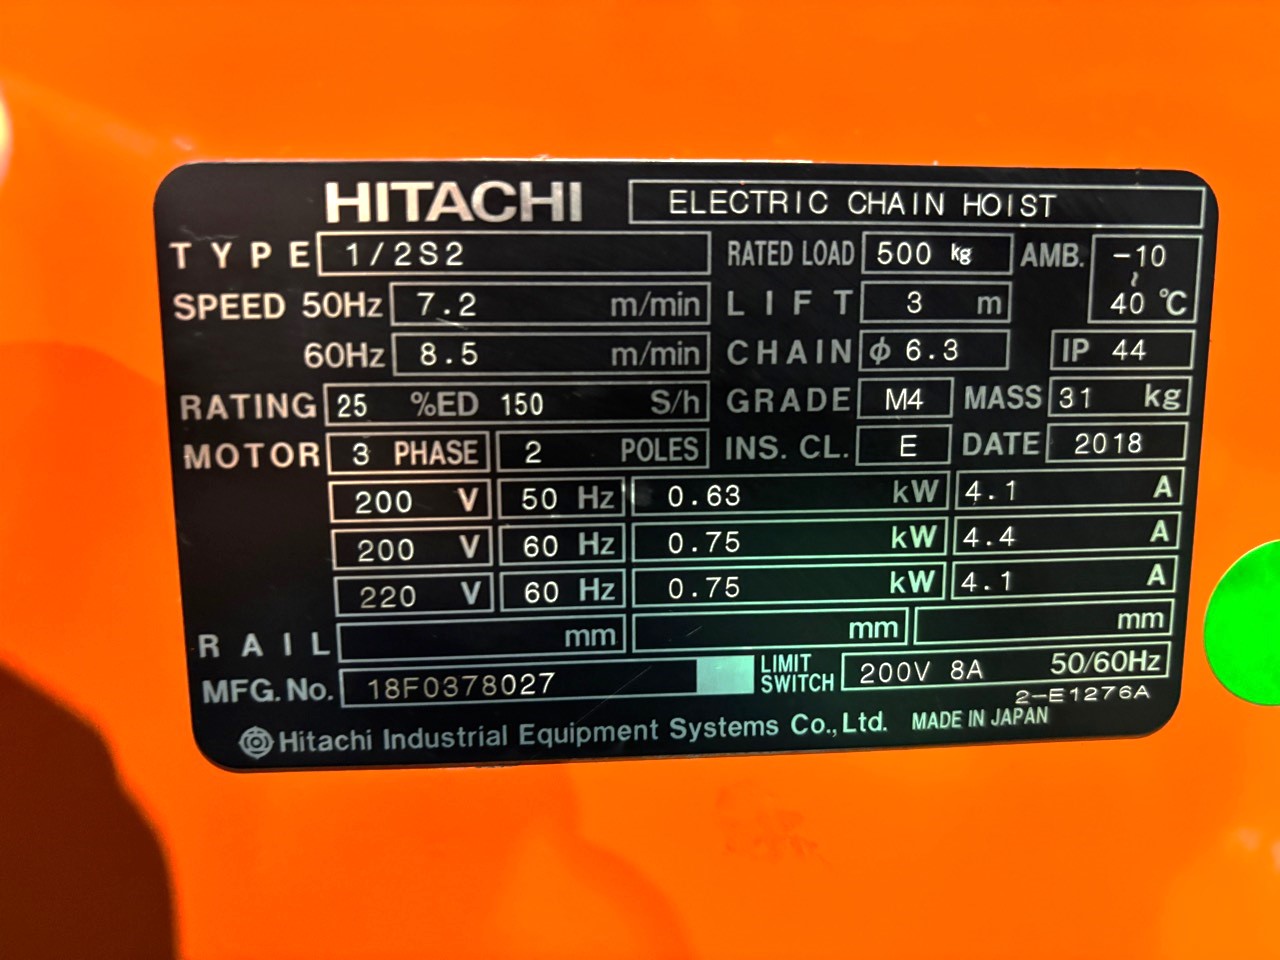 HITACHI ELECTRIC CHAIN HOIST
TYPE 1/2S2 RATED LOAD 500 kg AMB. -10 ~ 40 ℃
SPEED 50Hz 7.2 m/min LIFT 3 m
60Hz 8.5 m/min CHAIN φ 6.3 IP 44
RATING 25 %ED 150 S/h GRADE M4 MASS 31 kg
MOTOR 3 PHASE 2 POLES INS. CL. E DATE 2018
200 V 50 Hz 0.63 kW 4.1 A
200 V 60 Hz 0.75 kW 4.4 A
220 V 60 Hz 0.75 kW 4.1 A
RAIL mm mm mm
MFG. No. 18F0378027 LIMIT SWITCH 200V 8A 50/60Hz
2-E1276A
Hitachi Industrial Equipment Systems Co., Ltd. MADE IN JAPAN